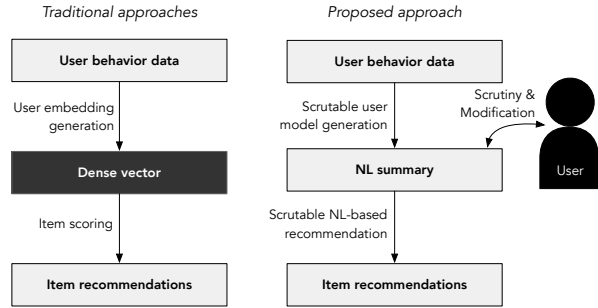 Traditional approaches
User behavior data
User embedding
generation
Dense vector
Item scoring
Item recommendations
Proposed approach
User behavior data
Scrutable user
model generation
Scrutiny &
Modification
NL summary
User
Scrutable NL-based
recommendation
Item recommendations